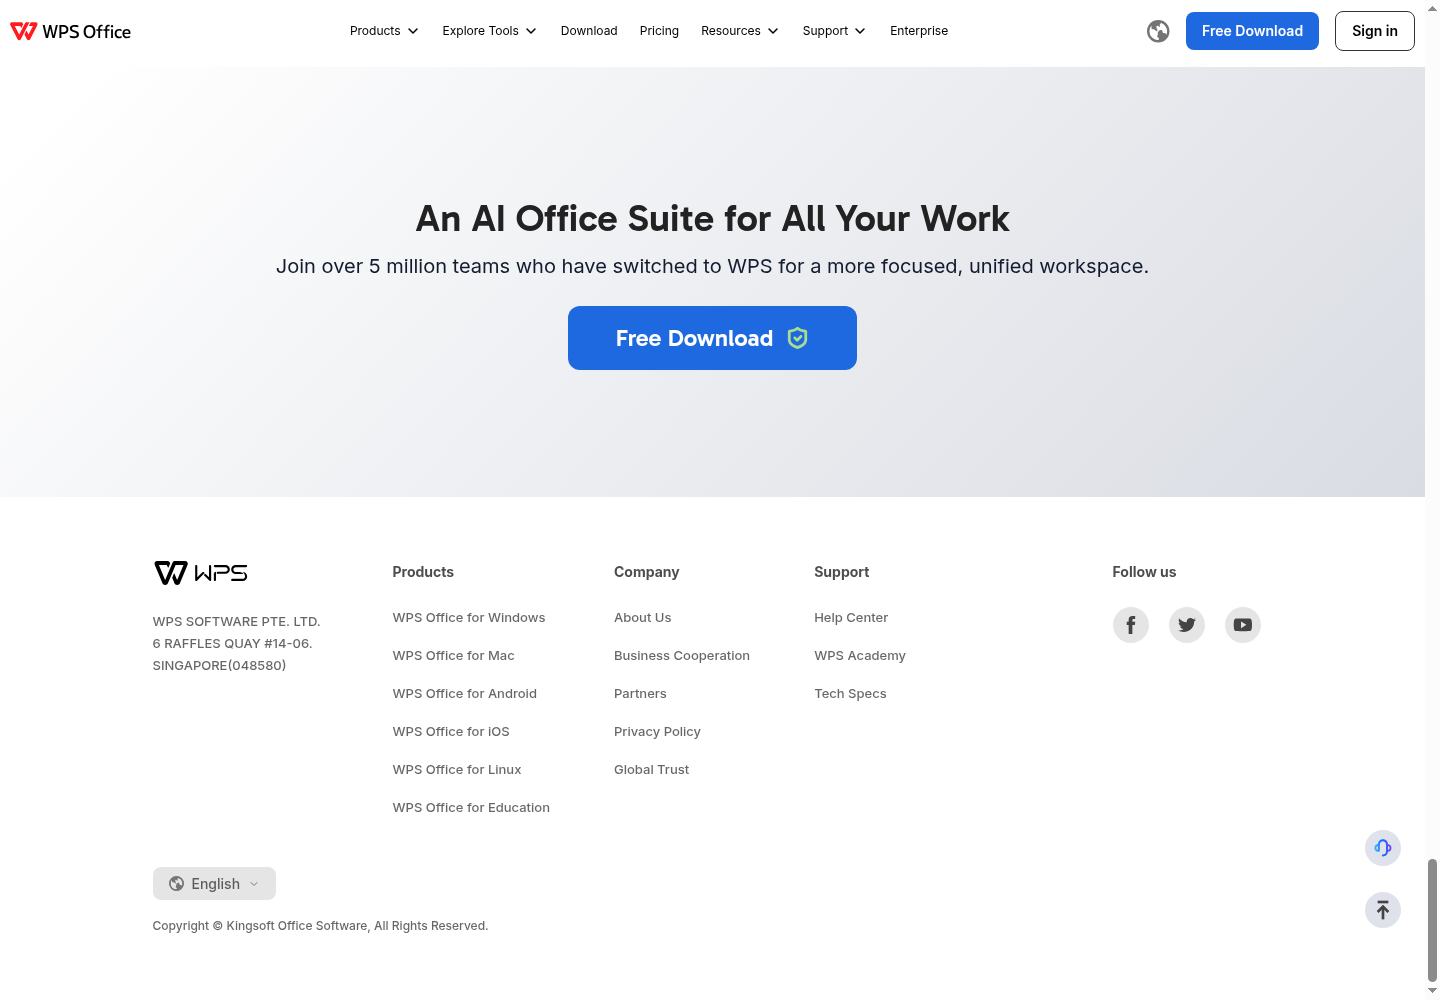 WPS Office
Products
Explore Tools
Download
Pricing
Resources
Support
Enterprise
Free Download
Sign in
An AI Office Suite for All Your Work
Join over 5 million teams who have switched to WPS for a more focused, unified workspace.
Free Download
WPS
WPS SOFTWARE PTE. LTD.
6 RAFFLES QUAY #14-06.
SINGAPORE(048580)
Products
WPS Office for Windows
WPS Office for Mac
WPS Office for Android
WPS Office for iOS
WPS Office for Linux
WPS Office for Education
Company
About Us
Business Cooperation
Partners
Privacy Policy
Global Trust
Support
Help Center
WPS Academy
Tech Specs
Follow us
English
Copyright © Kingsoft Office Software, All Rights Reserved.